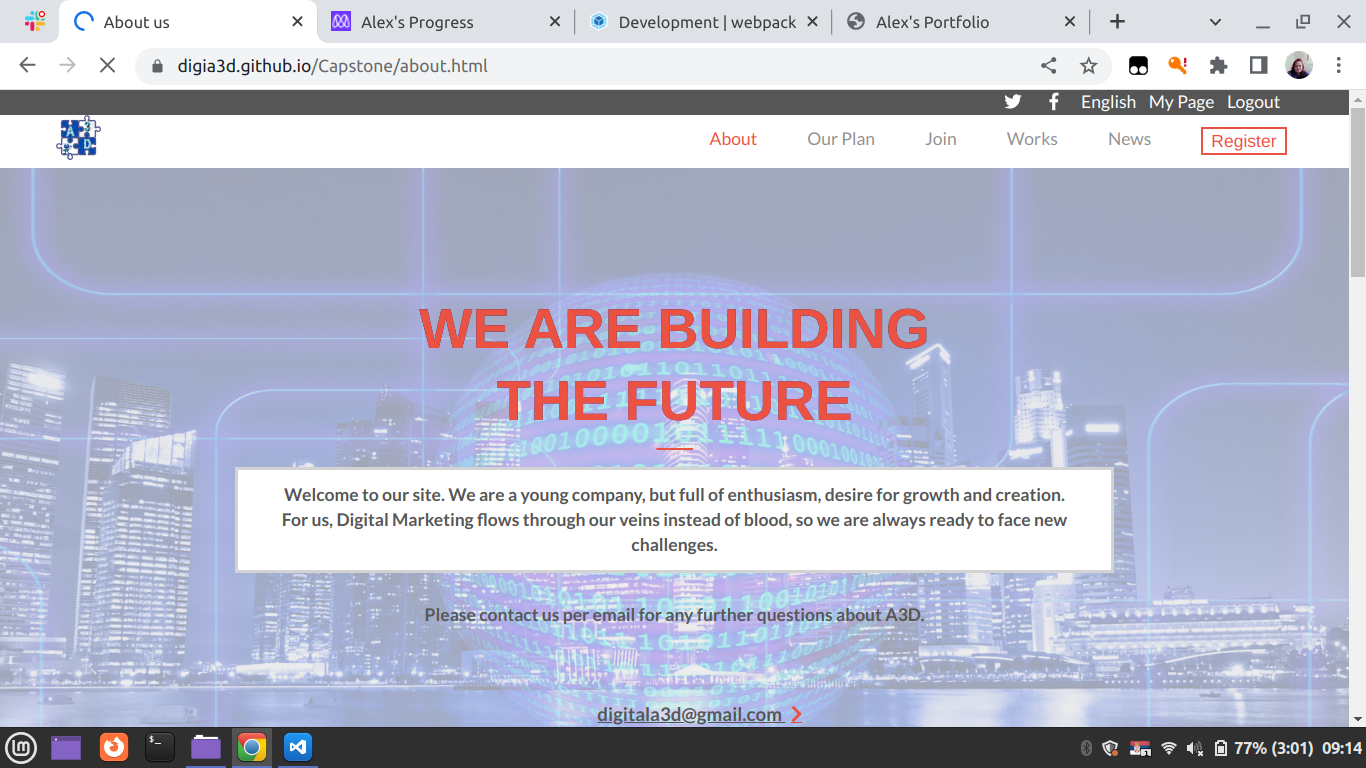 About us
Alex's Progress
Development | webpack
Alex's Portfolio
digia3d.github.io/Capstone/about.html
English My Page Logout
A 3 D
About Our Plan Join Works News Register
WE ARE BUILDING
THE FUTURE
Welcome to our site. We are a young company, but full of enthusiasm, desire for growth and creation.
For us, Digital Marketing flows through our veins instead of blood, so we are always ready to face new
challenges.
Please contact us per email for any further questions about A3D.
digitala3d@gmail.com
77% (3:01) 09:14